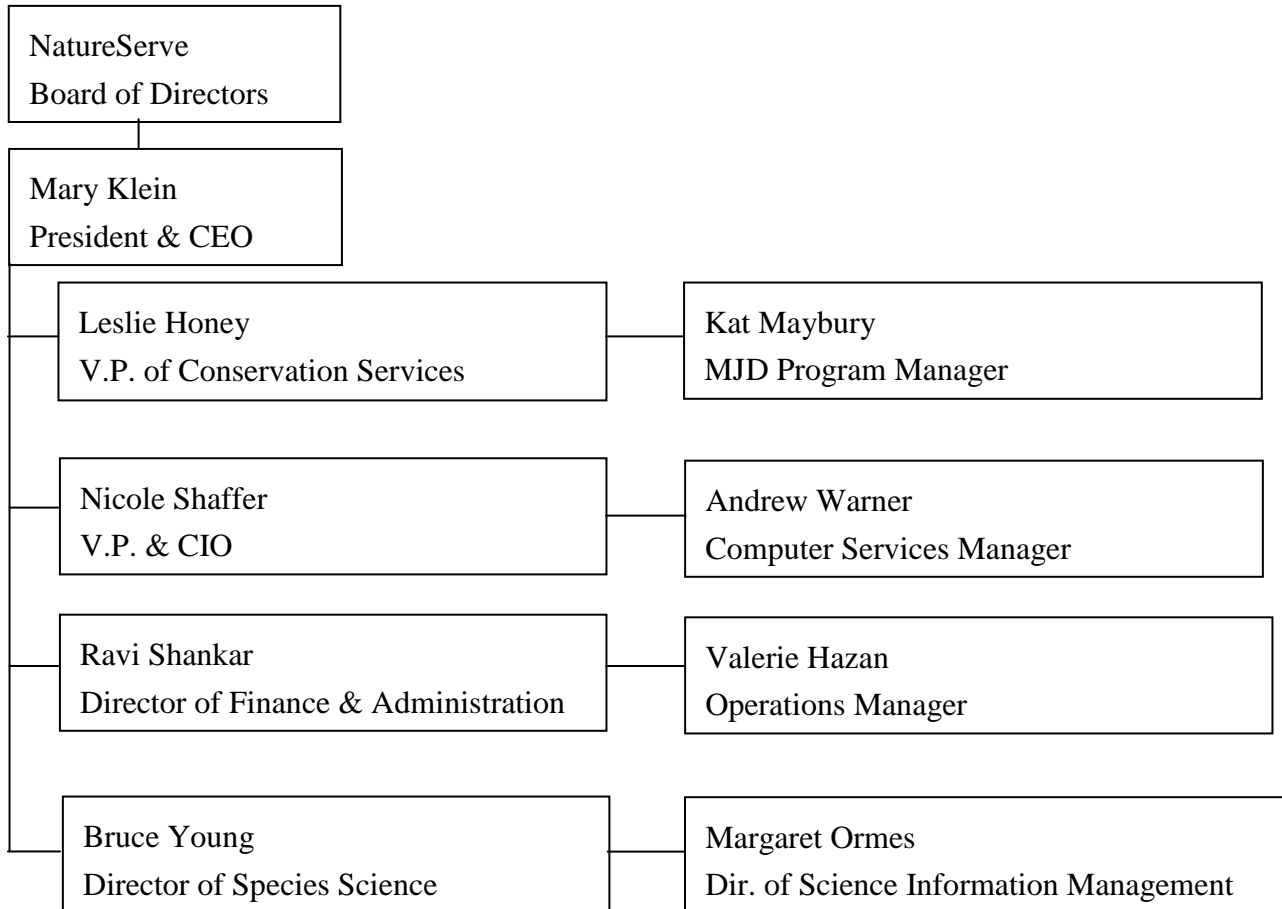 NatureServe
Board of Directors
Mary Klein
President & CEO
Leslie Honey
V.P. of Conservation Services
Kat Maybury
MJD Program Manager
Nicole Shaffer
V.P. & CIO
Andrew Warner
Computer Services Manager
Ravi Shankar
Director of Finance & Administration
Valerie Hazan
Operations Manager
Bruce Young
Director of Species Science
Margaret Ormes
Dir. of Science Information Management